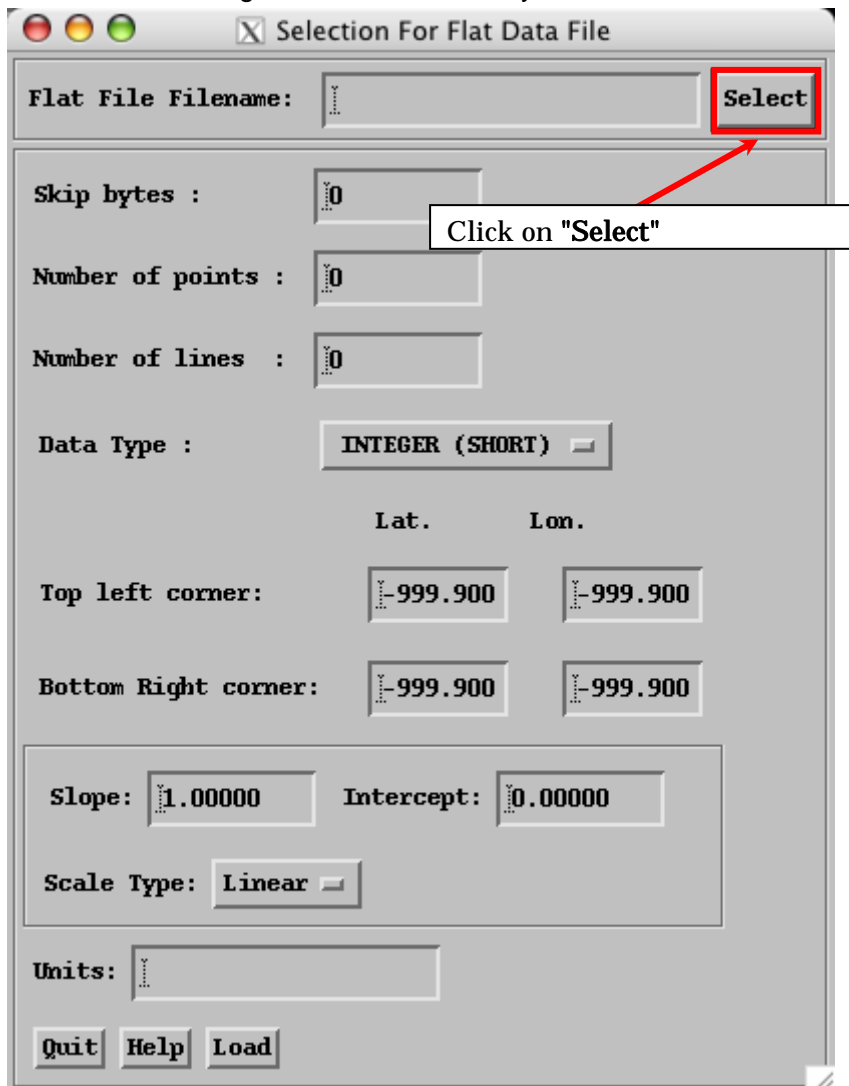 Selection For Flat Data File
Flat File Filename: Select
Skip bytes : 0
Click on "Select"
Number of points : 0
Number of lines : 0
Data Type : INTEGER (SHORT)
Lat. Lon.
Top left corner: -999.900 -999.900
Bottom Right corner: -999.900 -999.900
Slope: 1.00000 Intercept: 0.00000
Scale Type: Linear
Units:
Quit Help Load